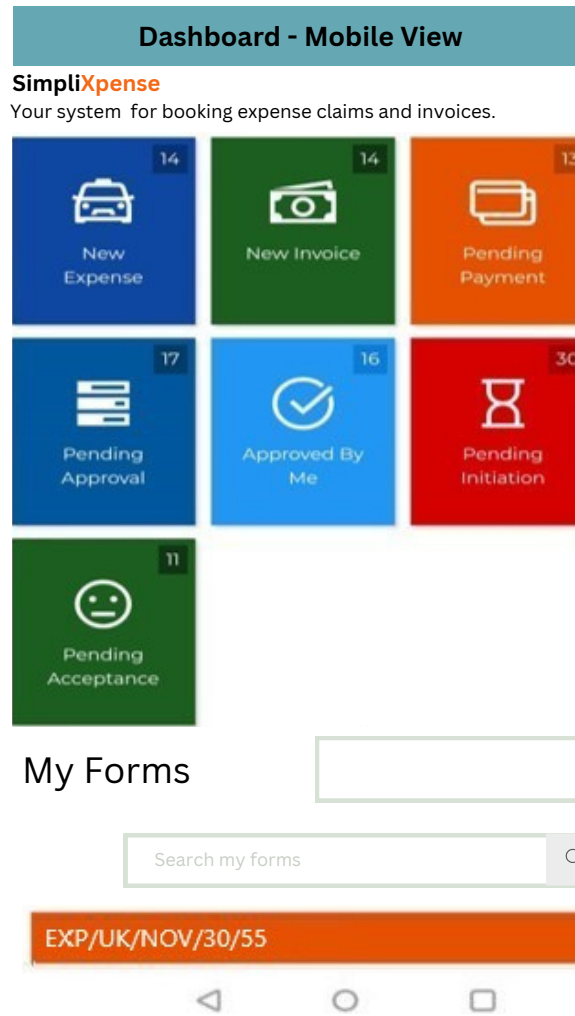 Dashboard - Mobile View
SimpliXpense
Your system for booking expense claims and invoices.
14
New
Expense
14
New Invoice
13
Pending
Payment
17
Pending
Approval
16
Approved By
Me
30
Pending
Initiation
11
Pending
Acceptance
My Forms
Search my forms
EXP/UK/NOV/30/55